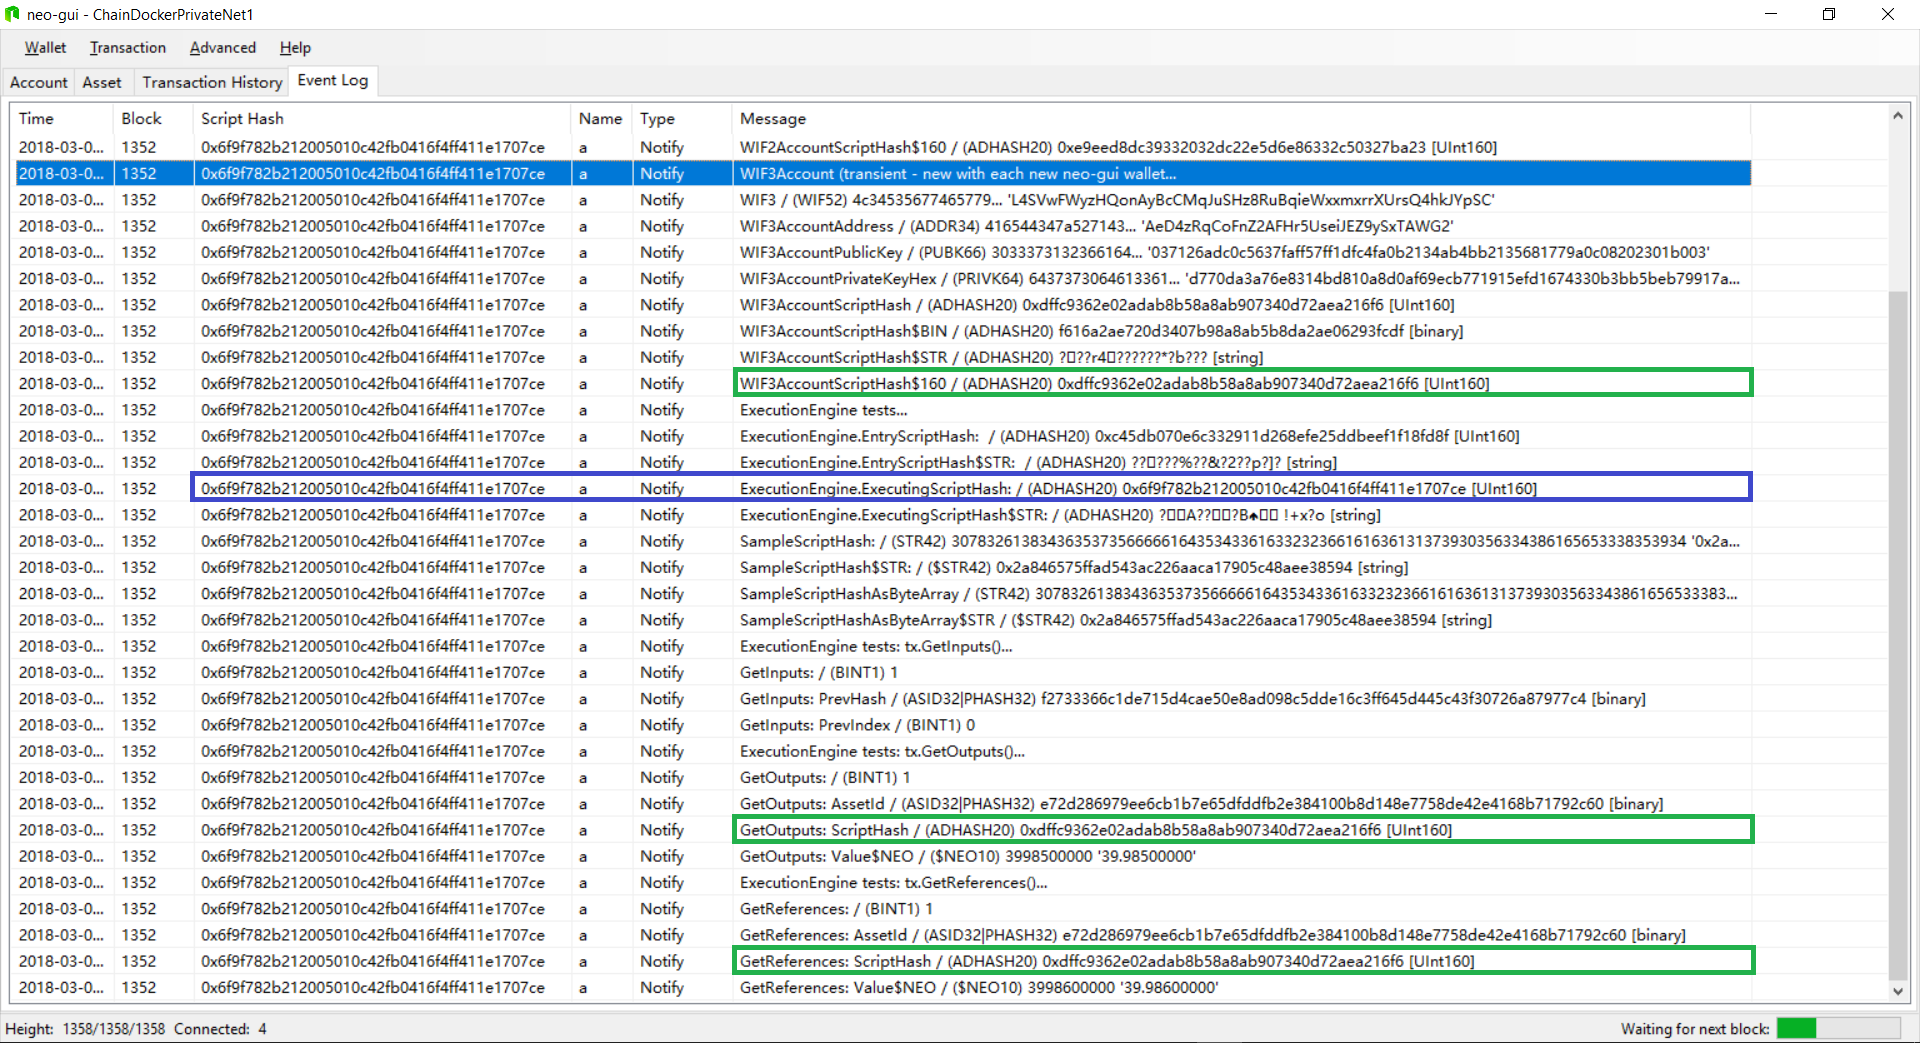 neo-gui - ChainDockerPrivateNet1
Wallet Transaction Advanced Help
Account Asset Transaction History Event Log
Time Block Script Hash Name Type Message
2018-03-0... 1352 0x6f9f782b212005010c42fb0416f4ff411e1707ce a Notify WIF2AccountScriptHash$160 / (ADHASH20) 0xe9eed8dc39332032dc22e5d6e86332c50327ba23 [UInt160]
2018-03-0... 1352 0x6f9f782b212005010c42fb0416f4ff411e1707ce a Notify WIF3Account (transient - new with each new neo-gui wallet...
2018-03-0... 1352 0x6f9f782b212005010c42fb0416f4ff411e1707ce a Notify WIF3 / (WIF52) 4c34535677465779... 'L4SVwFWyzHQonAyBcCMqJuSHz8RuBqieWxxmxrrXUrsQ4hkJYpSC'
2018-03-0... 1352 0x6f9f782b212005010c42fb0416f4ff411e1707ce a Notify WIF3AccountAddress / (ADDR34) 416544347a527143... 'AeD4zRqCoFnZ2AFHr5UseiJEZ9ySxTAWG2'
2018-03-0... 1352 0x6f9f782b212005010c42fb0416f4ff411e1707ce a Notify WIF3AccountPublicKey / (PUBK66) 3033373132366164... '037126adc0c5637faff57ff1dfc4fa0b2134ab4bb2135681779a0c08202301b003'
2018-03-0... 1352 0x6f9f782b212005010c42fb0416f4ff411e1707ce a Notify WIF3AccountPrivateKeyHex / (PRIVK64) 6437373064613361... 'd770da3a76e8314bd810a8d0af69ecb771915efd1674330b3bb5beb79917a...
2018-03-0... 1352 0x6f9f782b212005010c42fb0416f4ff411e1707ce a Notify WIF3AccountScriptHash / (ADHASH20) 0xdffc9362e02adab8b58a8ab907340d72aea216f6 [UInt160]
2018-03-0... 1352 0x6f9f782b212005010c42fb0416f4ff411e1707ce a Notify WIF3AccountScriptHash$BIN / (ADHASH20) f616a2ae720d3407b98a8ab5b8da2ae06293fcdf [binary]
2018-03-0... 1352 0x6f9f782b212005010c42fb0416f4ff411e1707ce a Notify WIF3AccountScriptHash$STR / (ADHASH20) ?▯??r4▯??????*?b??? [string]
2018-03-0... 1352 0x6f9f782b212005010c42fb0416f4ff411e1707ce a Notify WIF3AccountScriptHash$160 / (ADHASH20) 0xdffc9362e02adab8b58a8ab907340d72aea216f6 [UInt160]
2018-03-0... 1352 0x6f9f782b212005010c42fb0416f4ff411e1707ce a Notify ExecutionEngine tests...
2018-03-0... 1352 0x6f9f782b212005010c42fb0416f4ff411e1707ce a Notify ExecutionEngine.EntryScriptHash: / (ADHASH20) 0xc45db070e6c332911d268efe25ddbeef1f18fd8f [UInt160]
2018-03-0... 1352 0x6f9f782b212005010c42fb0416f4ff411e1707ce a Notify ExecutionEngine.EntryScriptHash$STR: / (ADHASH20) ??▯???%??&?2??p?]? [string]
2018-03-0... 1352 0x6f9f782b212005010c42fb0416f4ff411e1707ce a Notify ExecutionEngine.ExecutingScriptHash: / (ADHASH20) 0x6f9f782b212005010c42fb0416f4ff411e1707ce [UInt160]
2018-03-0... 1352 0x6f9f782b212005010c42fb0416f4ff411e1707ce a Notify ExecutionEngine.ExecutingScriptHash$STR: / (ADHASH20) ?▯▯A??▯▯?B♠▯▯ !+x?o [string]
2018-03-0... 1352 0x6f9f782b212005010c42fb0416f4ff411e1707ce a Notify SampleScriptHash: / (STR42) 307832613834363537356666616435343361633232366161636131373930356334386165653338353934 '0x2a...
2018-03-0... 1352 0x6f9f782b212005010c42fb0416f4ff411e1707ce a Notify SampleScriptHash$STR: / ($STR42) 0x2a846575ffad543ac226aaca17905c48aee38594 [string]
2018-03-0... 1352 0x6f9f782b212005010c42fb0416f4ff411e1707ce a Notify SampleScriptHashAsByteArray / (STR42) 3078326138343635373566666164353433616332323661616361313739303563343861656533383...
2018-03-0... 1352 0x6f9f782b212005010c42fb0416f4ff411e1707ce a Notify SampleScriptHashAsByteArray$STR / ($STR42) 0x2a846575ffad543ac226aaca17905c48aee38594 [string]
2018-03-0... 1352 0x6f9f782b212005010c42fb0416f4ff411e1707ce a Notify ExecutionEngine tests: tx.GetInputs()...
2018-03-0... 1352 0x6f9f782b212005010c42fb0416f4ff411e1707ce a Notify GetInputs: / (BINT1) 1
2018-03-0... 1352 0x6f9f782b212005010c42fb0416f4ff411e1707ce a Notify GetInputs: PrevHash / (ASID32|PHASH32) f2733366c1de715d4cae50e8ad098c5dde16c3ff645d445c43f30726a87977c4 [binary]
2018-03-0... 1352 0x6f9f782b212005010c42fb0416f4ff411e1707ce a Notify GetInputs: PrevIndex / (BINT1) 0
2018-03-0... 1352 0x6f9f782b212005010c42fb0416f4ff411e1707ce a Notify ExecutionEngine tests: tx.GetOutputs()...
2018-03-0... 1352 0x6f9f782b212005010c42fb0416f4ff411e1707ce a Notify GetOutputs: / (BINT1) 1
2018-03-0... 1352 0x6f9f782b212005010c42fb0416f4ff411e1707ce a Notify GetOutputs: AssetId / (ASID32|PHASH32) e72d286979ee6cb1b7e65dfddfb2e384100b8d148e7758de42e4168b71792c60 [binary]
2018-03-0... 1352 0x6f9f782b212005010c42fb0416f4ff411e1707ce a Notify GetOutputs: ScriptHash / (ADHASH20) 0xdffc9362e02adab8b58a8ab907340d72aea216f6 [UInt160]
2018-03-0... 1352 0x6f9f782b212005010c42fb0416f4ff411e1707ce a Notify GetOutputs: Value$NEO / ($NEO10) 3998500000 '39.98500000'
2018-03-0... 1352 0x6f9f782b212005010c42fb0416f4ff411e1707ce a Notify ExecutionEngine tests: tx.GetReferences()...
2018-03-0... 1352 0x6f9f782b212005010c42fb0416f4ff411e1707ce a Notify GetReferences: / (BINT1) 1
2018-03-0... 1352 0x6f9f782b212005010c42fb0416f4ff411e1707ce a Notify GetReferences: AssetId / (ASID32|PHASH32) e72d286979ee6cb1b7e65dfddfb2e384100b8d148e7758de42e4168b71792c60 [binary]
2018-03-0... 1352 0x6f9f782b212005010c42fb0416f4ff411e1707ce a Notify GetReferences: ScriptHash / (ADHASH20) 0xdffc9362e02adab8b58a8ab907340d72aea216f6 [UInt160]
2018-03-0... 1352 0x6f9f782b212005010c42fb0416f4ff411e1707ce a Notify GetReferences: Value$NEO / ($NEO10) 3998600000 '39.98600000'
Height: 1358/1358/1358 Connected: 4 Waiting for next block: